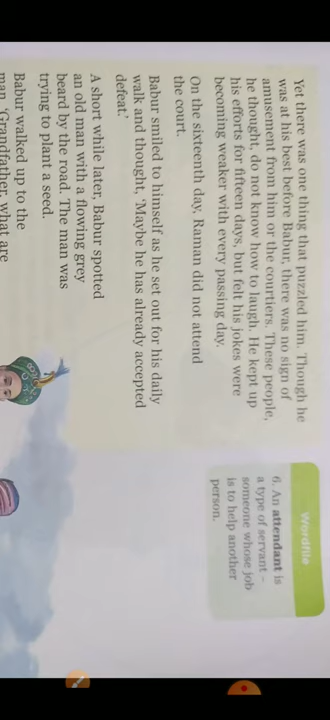 Yet there was one thing that puzzled him. Though he
was at his best before Babur, there was no sign of
amusement from him or the courtiers. These people,
he thought, do not know how to laugh. He kept up
his efforts for fifteen days, but felt his jokes were
becoming weaker with every passing day.
On the sixteenth day, Raman did not attend
the court.
Babur smiled to himself as he set out for his daily
walk and thought, ‘Maybe he has already accepted
defeat.’
A short while later, Babur spotted
an old man with a flowing grey
beard by the road. The man was
trying to plant a seed.
Babur walked up to the
man. ‘Grandfather, what are
Wordfile
6. An attendant is
a type of servant –
someone whose job
is to help another
person.